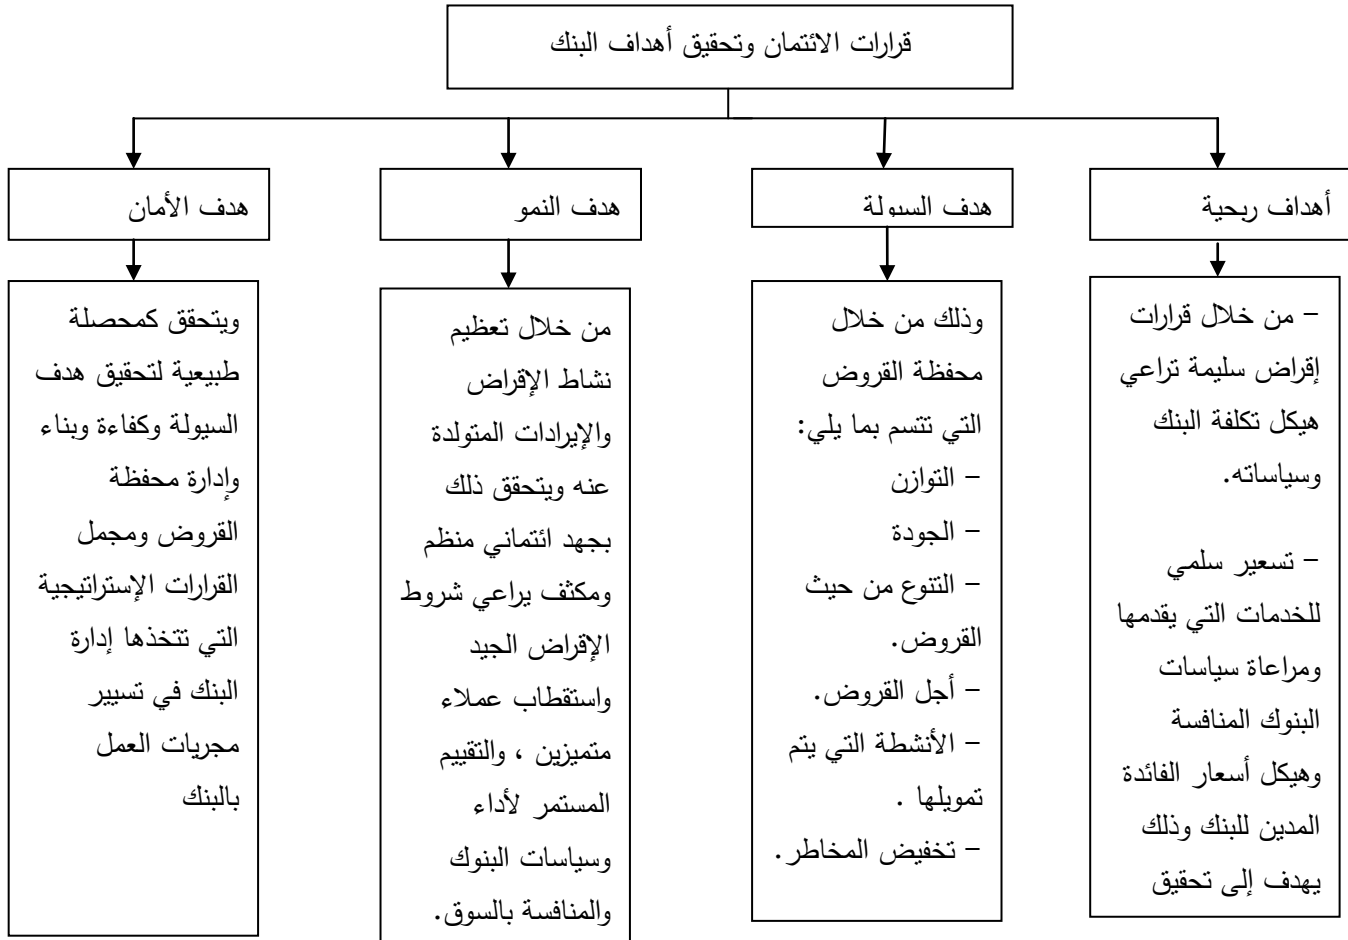 قرارات الائتمان وتحقيق أهداف البنك
أهداف ربحية
هدف السيولة
هدف النمو
هدف الأمان
– من خلال قرارات
إقراض سليمة تراعي
هيكل تكلفة البنك
وسياساته.
– تسعير سلمي
للخدمات التي يقدمها
ومراعاة سياسات
البنوك المنافسة
وهيكل أسعار الفائدة
المدين للبنك وذلك
يهدف إلى تحقيق
وذلك من خلال
محفظة القروض
التي تتسم بما يلي:
– التوازن
– الجودة
– التنوع من حيث
القروض.
– أجل القروض.
– الأنشطة التي يتم
تمويلها .
– تخفيض المخاطر.
من خلال تعظيم
نشاط الإقراض
والإيرادات المتولدة
عنه ويتحقق ذلك
بجهد ائتماني منظم
ومكثف يراعي شروط
الإقراض الجيد
واستقطاب عملاء
متميزين ، والتقييم
المستمر لأداء
وسياسات البنوك
والمنافسة بالسوق.
ويتحقق كمحصلة
طبيعية لتحقيق هدف
السيولة وكفاءة وبناء
وإدارة محفظة
القروض ومجمل
القرارات الإستراتيجية
التي تتخذها إدارة
البنك في تسيير
مجريات العمل
بالبنك